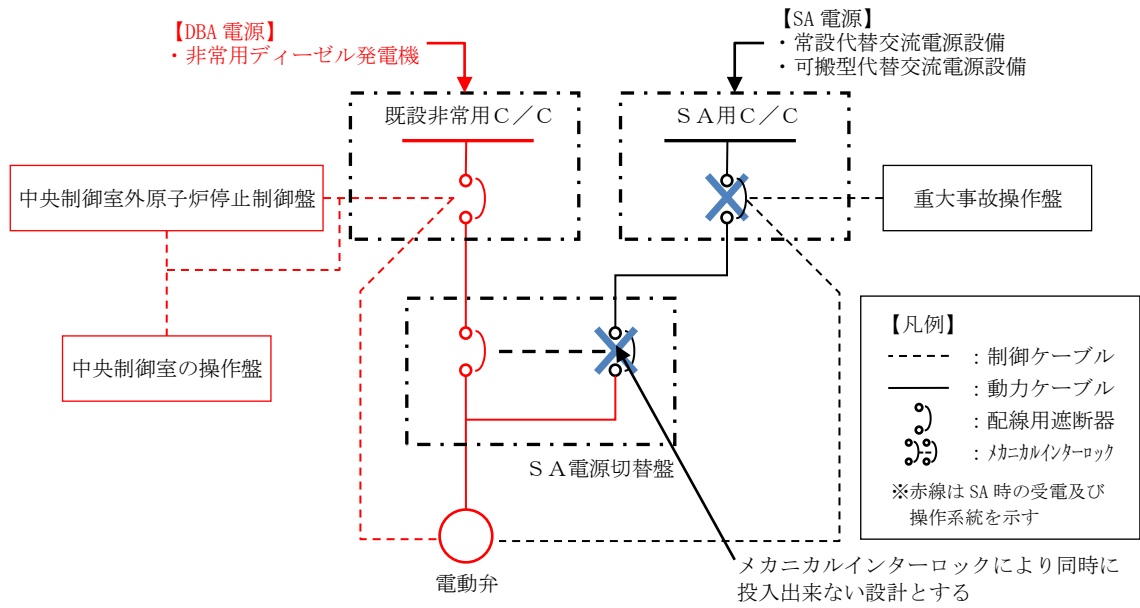 【DBA 電源】
・非常用ディーゼル発電機
【SA 電源】
・常設代替交流電源設備
・可搬型代替交流電源設備
既設非常用Ｃ／Ｃ
ＳＡ用Ｃ／Ｃ
中央制御室外原子炉停止制御盤
重大事故操作盤
中央制御室の操作盤
ＳＡ電源切替盤
電動弁
【凡例】
：制御ケーブル
：動力ケーブル
：配線用遮断器
：ﾒｶﾆｶﾙｲﾝﾀｰﾛｯｸ
※赤線は SA 時の受電及び
操作系統を示す
メカニカルインターロックにより同時に
投入出来ない設計とする